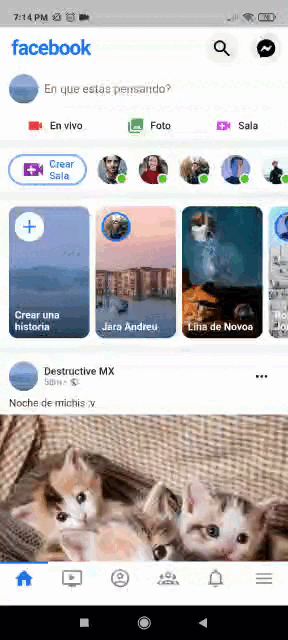 7:14 PM
facebook
En que estas pensando?
En vivo
Foto
Sala
Crear
Sala
Crear una
historia
Jara Andreu
Lina de Novoa
Destructive MX
Noche de michis :v